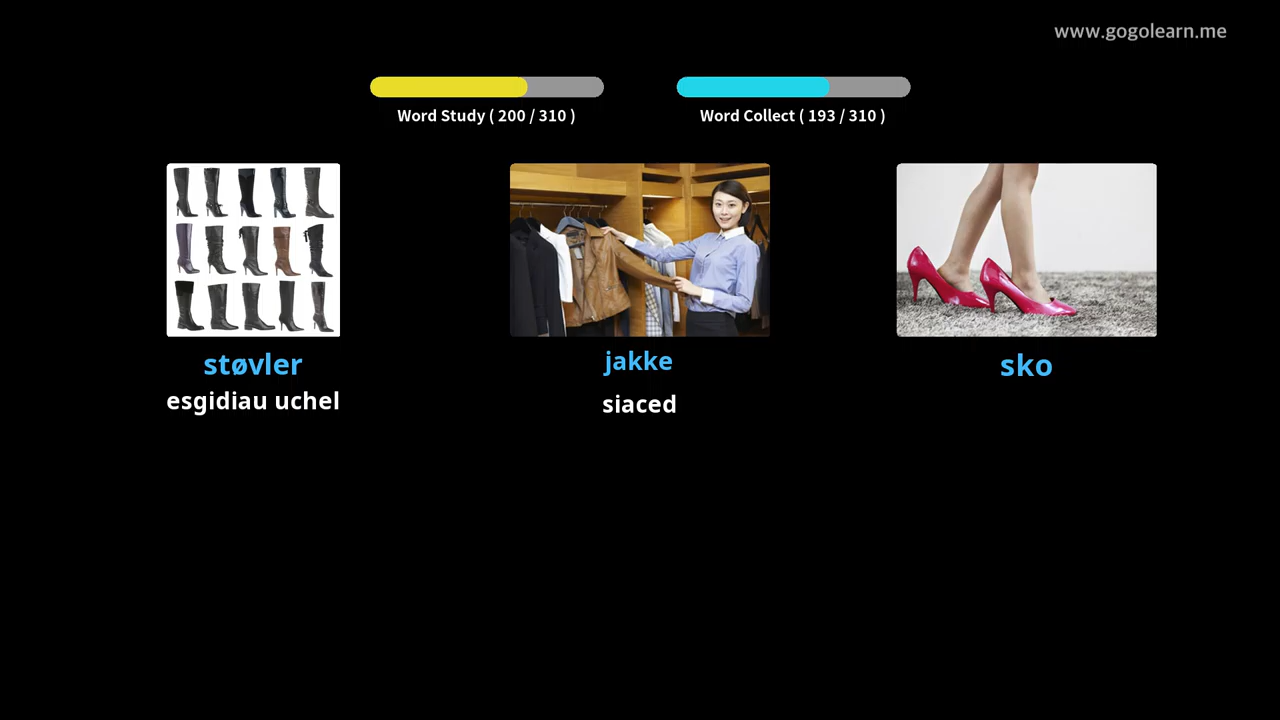 www.gogolearn.me
Word Study ( 200 / 310 )
Word Collect ( 193 / 310 )
støvler
jakke
sko
esgidiau uchel
siaced